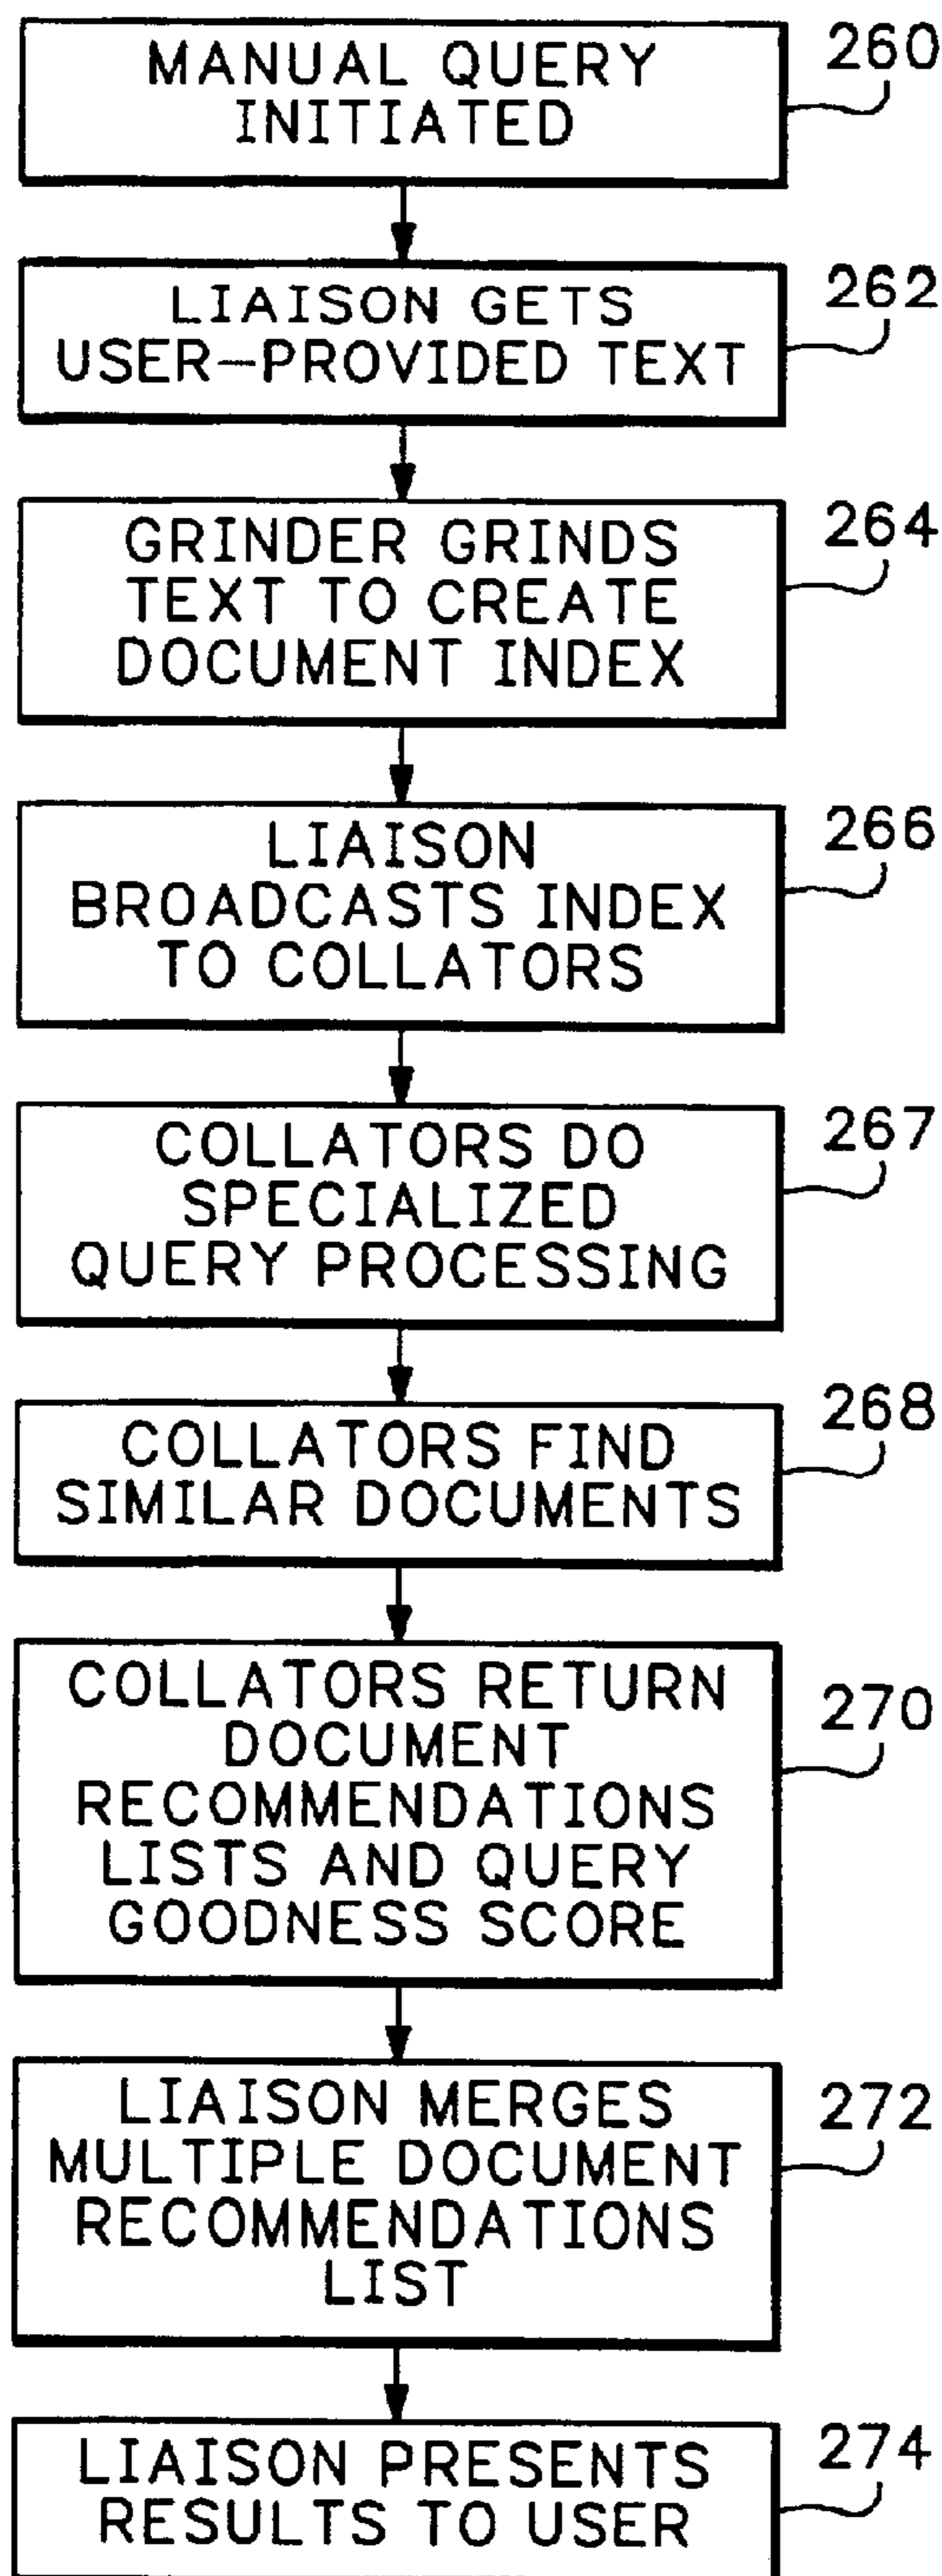 MANUAL QUERY
INITIATED
260
LIAISON GETS
USER-PROVIDED TEXT
262
GRINDER GRINDS
TEXT TO CREATE
DOCUMENT INDEX
264
LIAISON
BROADCASTS INDEX
TO COLLATORS
266
COLLATORS DO
SPECIALIZED
QUERY PROCESSING
267
COLLATORS FIND
SIMILAR DOCUMENTS
268
COLLATORS RETURN
DOCUMENT
RECOMMENDATIONS
LISTS AND QUERY
GOODNESS SCORE
270
LIAISON MERGES
MULTIPLE DOCUMENT
RECOMMENDATIONS
LIST
272
LIAISON PRESENTS
RESULTS TO USER
274